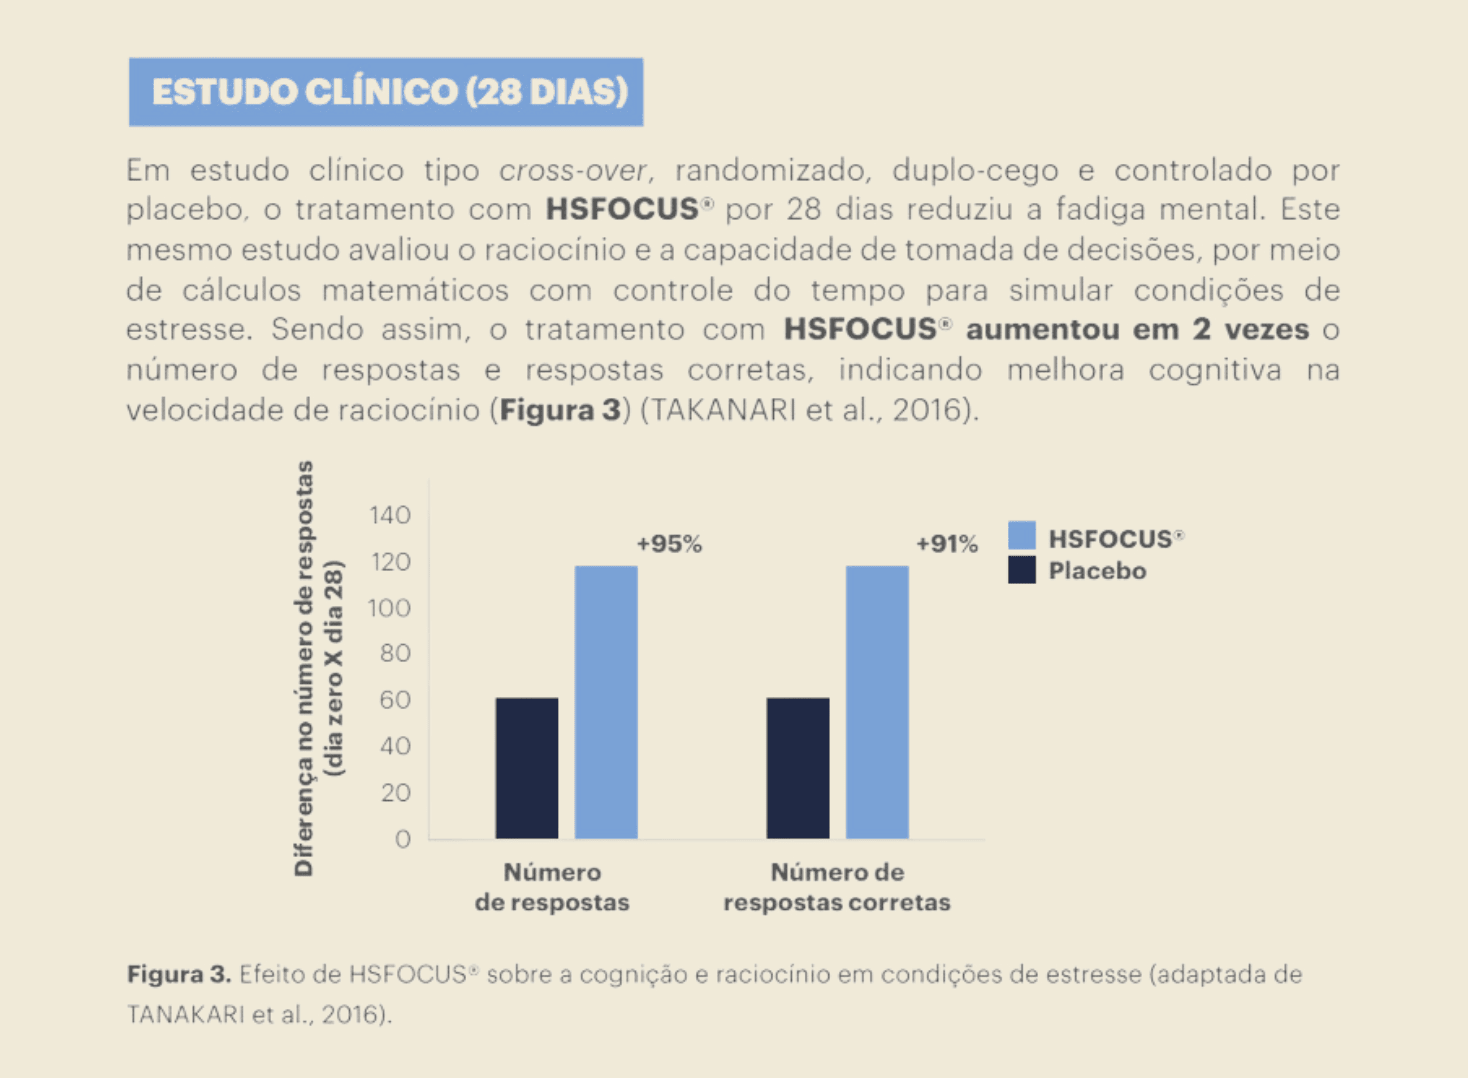 ESTUDO CLÍNICO (28 DIAS)
Em estudo clínico tipo cross-over, randomizado, duplo-cego e controlado por
placebo, o tratamento com HSFOCUS® por 28 dias reduziu a fadiga mental. Este
mesmo estudo avaliou o raciocínio e a capacidade de tomada de decisões, por meio
de cálculos matemáticos com controle do tempo para simular condições de
estresse. Sendo assim, o tratamento com HSFOCUS® aumentou em 2 vezes o
número de respostas e respostas corretas, indicando melhora cognitiva na
velocidade de raciocínio (Figura 3) (TAKANARI et al., 2016).
Diferença no número de respostas
(dia zero X dia 28)
140
120
100
80
60
40
20
0
+95%
+91%
HSFOCUS®
Placebo
Número
de respostas
Número de
respostas corretas
Figura 3. Efeito de HSFOCUS® sobre a cognição e raciocínio em condições de estresse (adaptada de
TANAKARI et al., 2016).